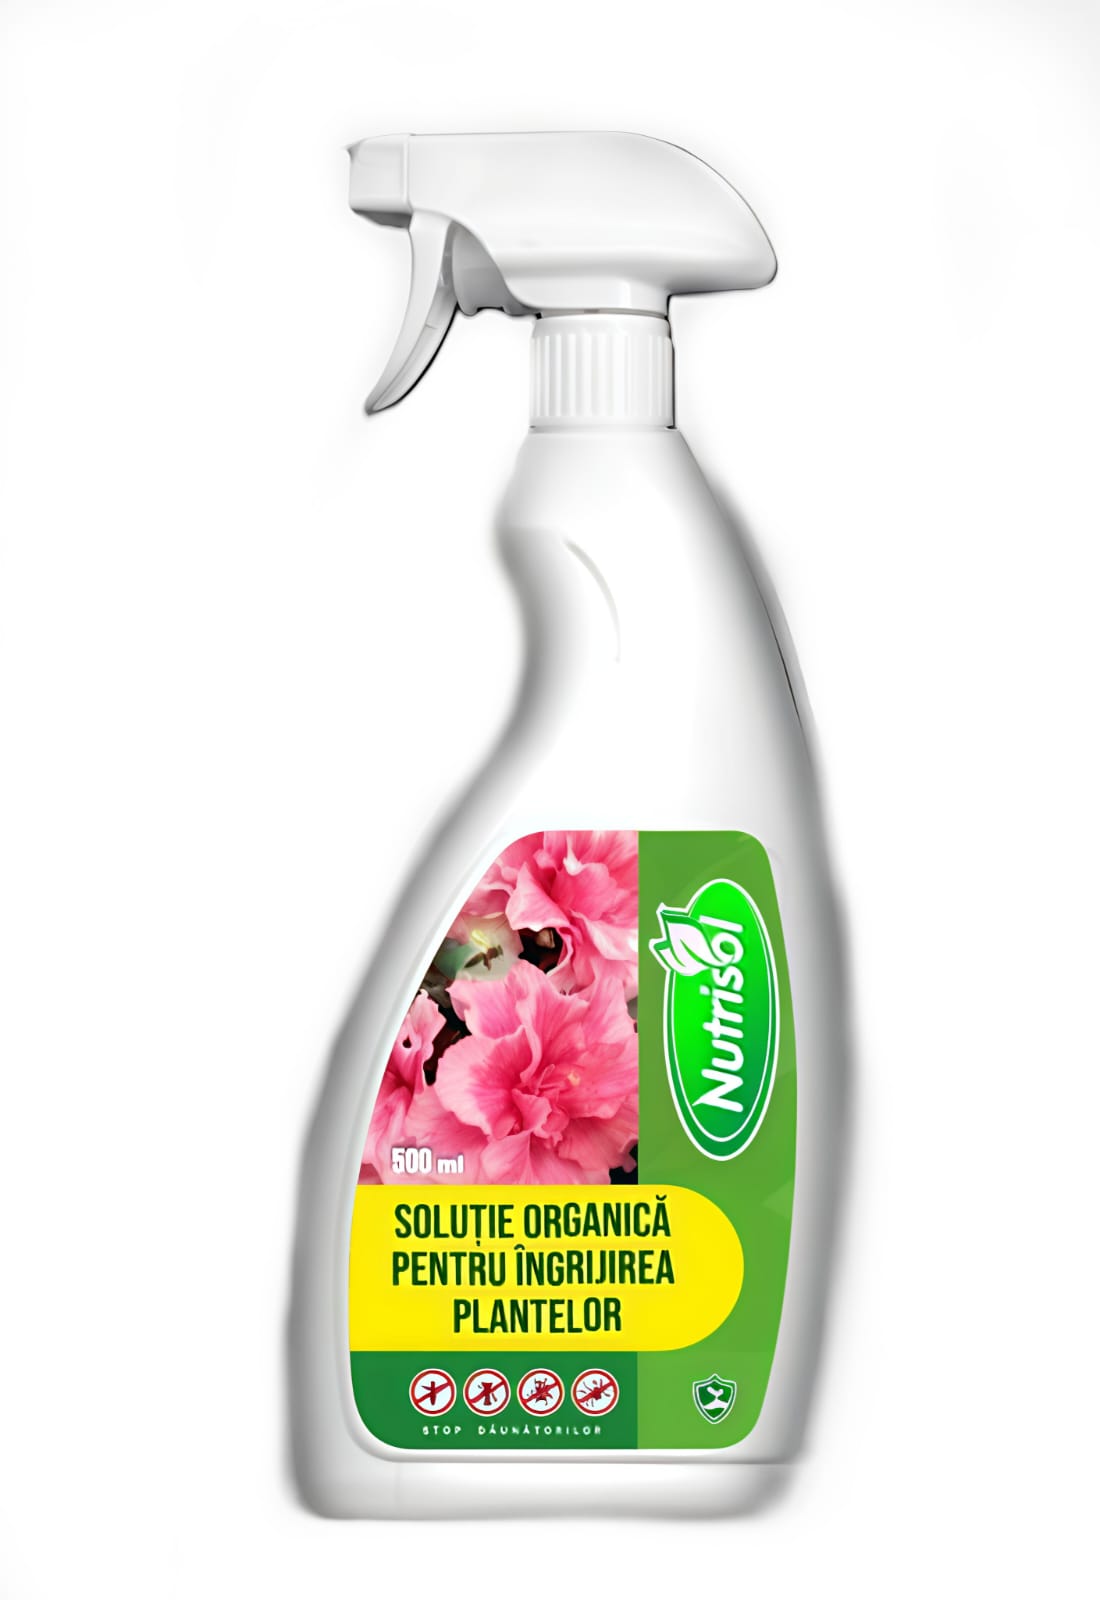 Nutrisol
500 ml
SOLUȚIE ORGANICĂ
PENTRU ÎNGRIJIREA
PLANTELOR
STOP DĂUNĂTORILOR